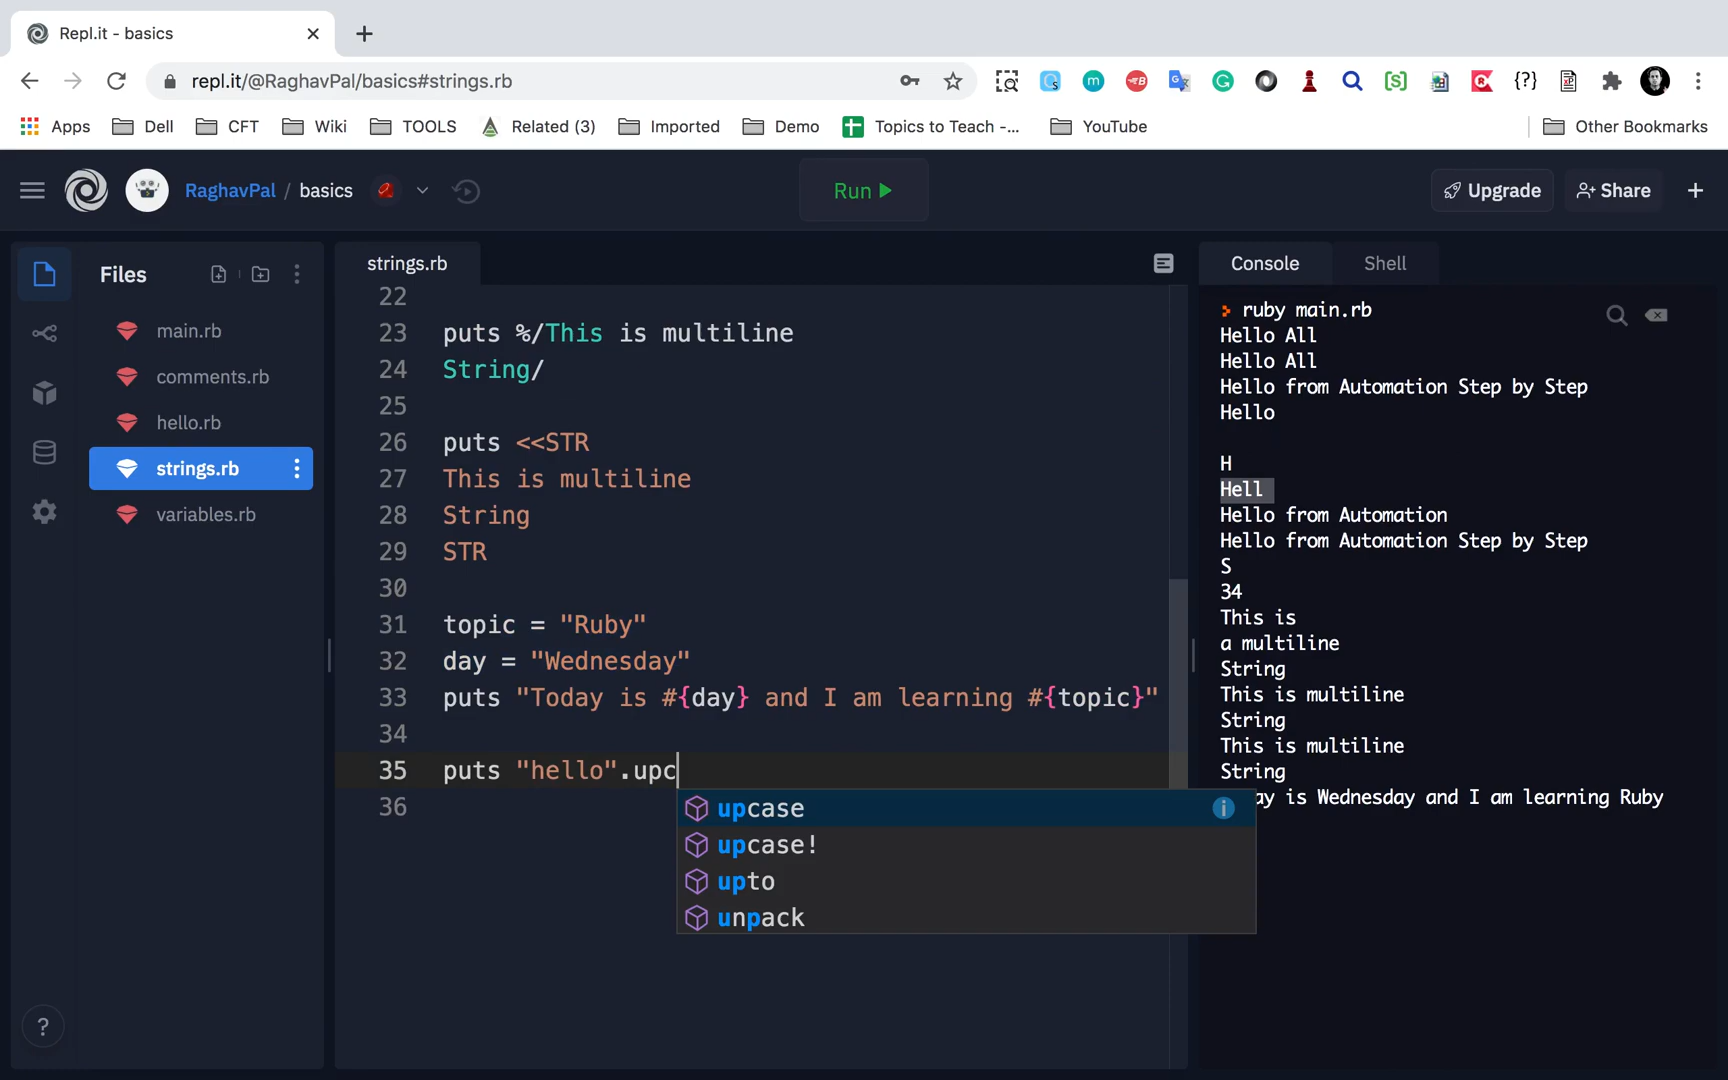 Repl.it - basics
repl.it/@RaghavPal/basics#strings.rb
Apps Dell CFT Wiki TOOLS Related (3) Imported Demo Topics to Teach -... YouTube Other Bookmarks
RaghavPal / basics Run Upgrade Share
Files
main.rb
comments.rb
hello.rb
strings.rb
variables.rb
strings.rb
22
23 puts %/This is multiline
24 String/
25
26 puts <<STR
27 This is multiline
28 String
29 STR
30
31 topic = "Ruby"
32 day = "Wednesday"
33 puts "Today is #{day} and I am learning #{topic}"
34
35 puts "hello".upc
36
upcase
upcase!
upto
unpack
Console Shell
ruby main.rb
Hello All
Hello All
Hello from Automation Step by Step
Hello
H
Hell
Hello from Automation
Hello from Automation Step by Step
S
34
This is
a multiline
String
This is multiline
String
This is multiline
String
ay is Wednesday and I am learning Ruby
?